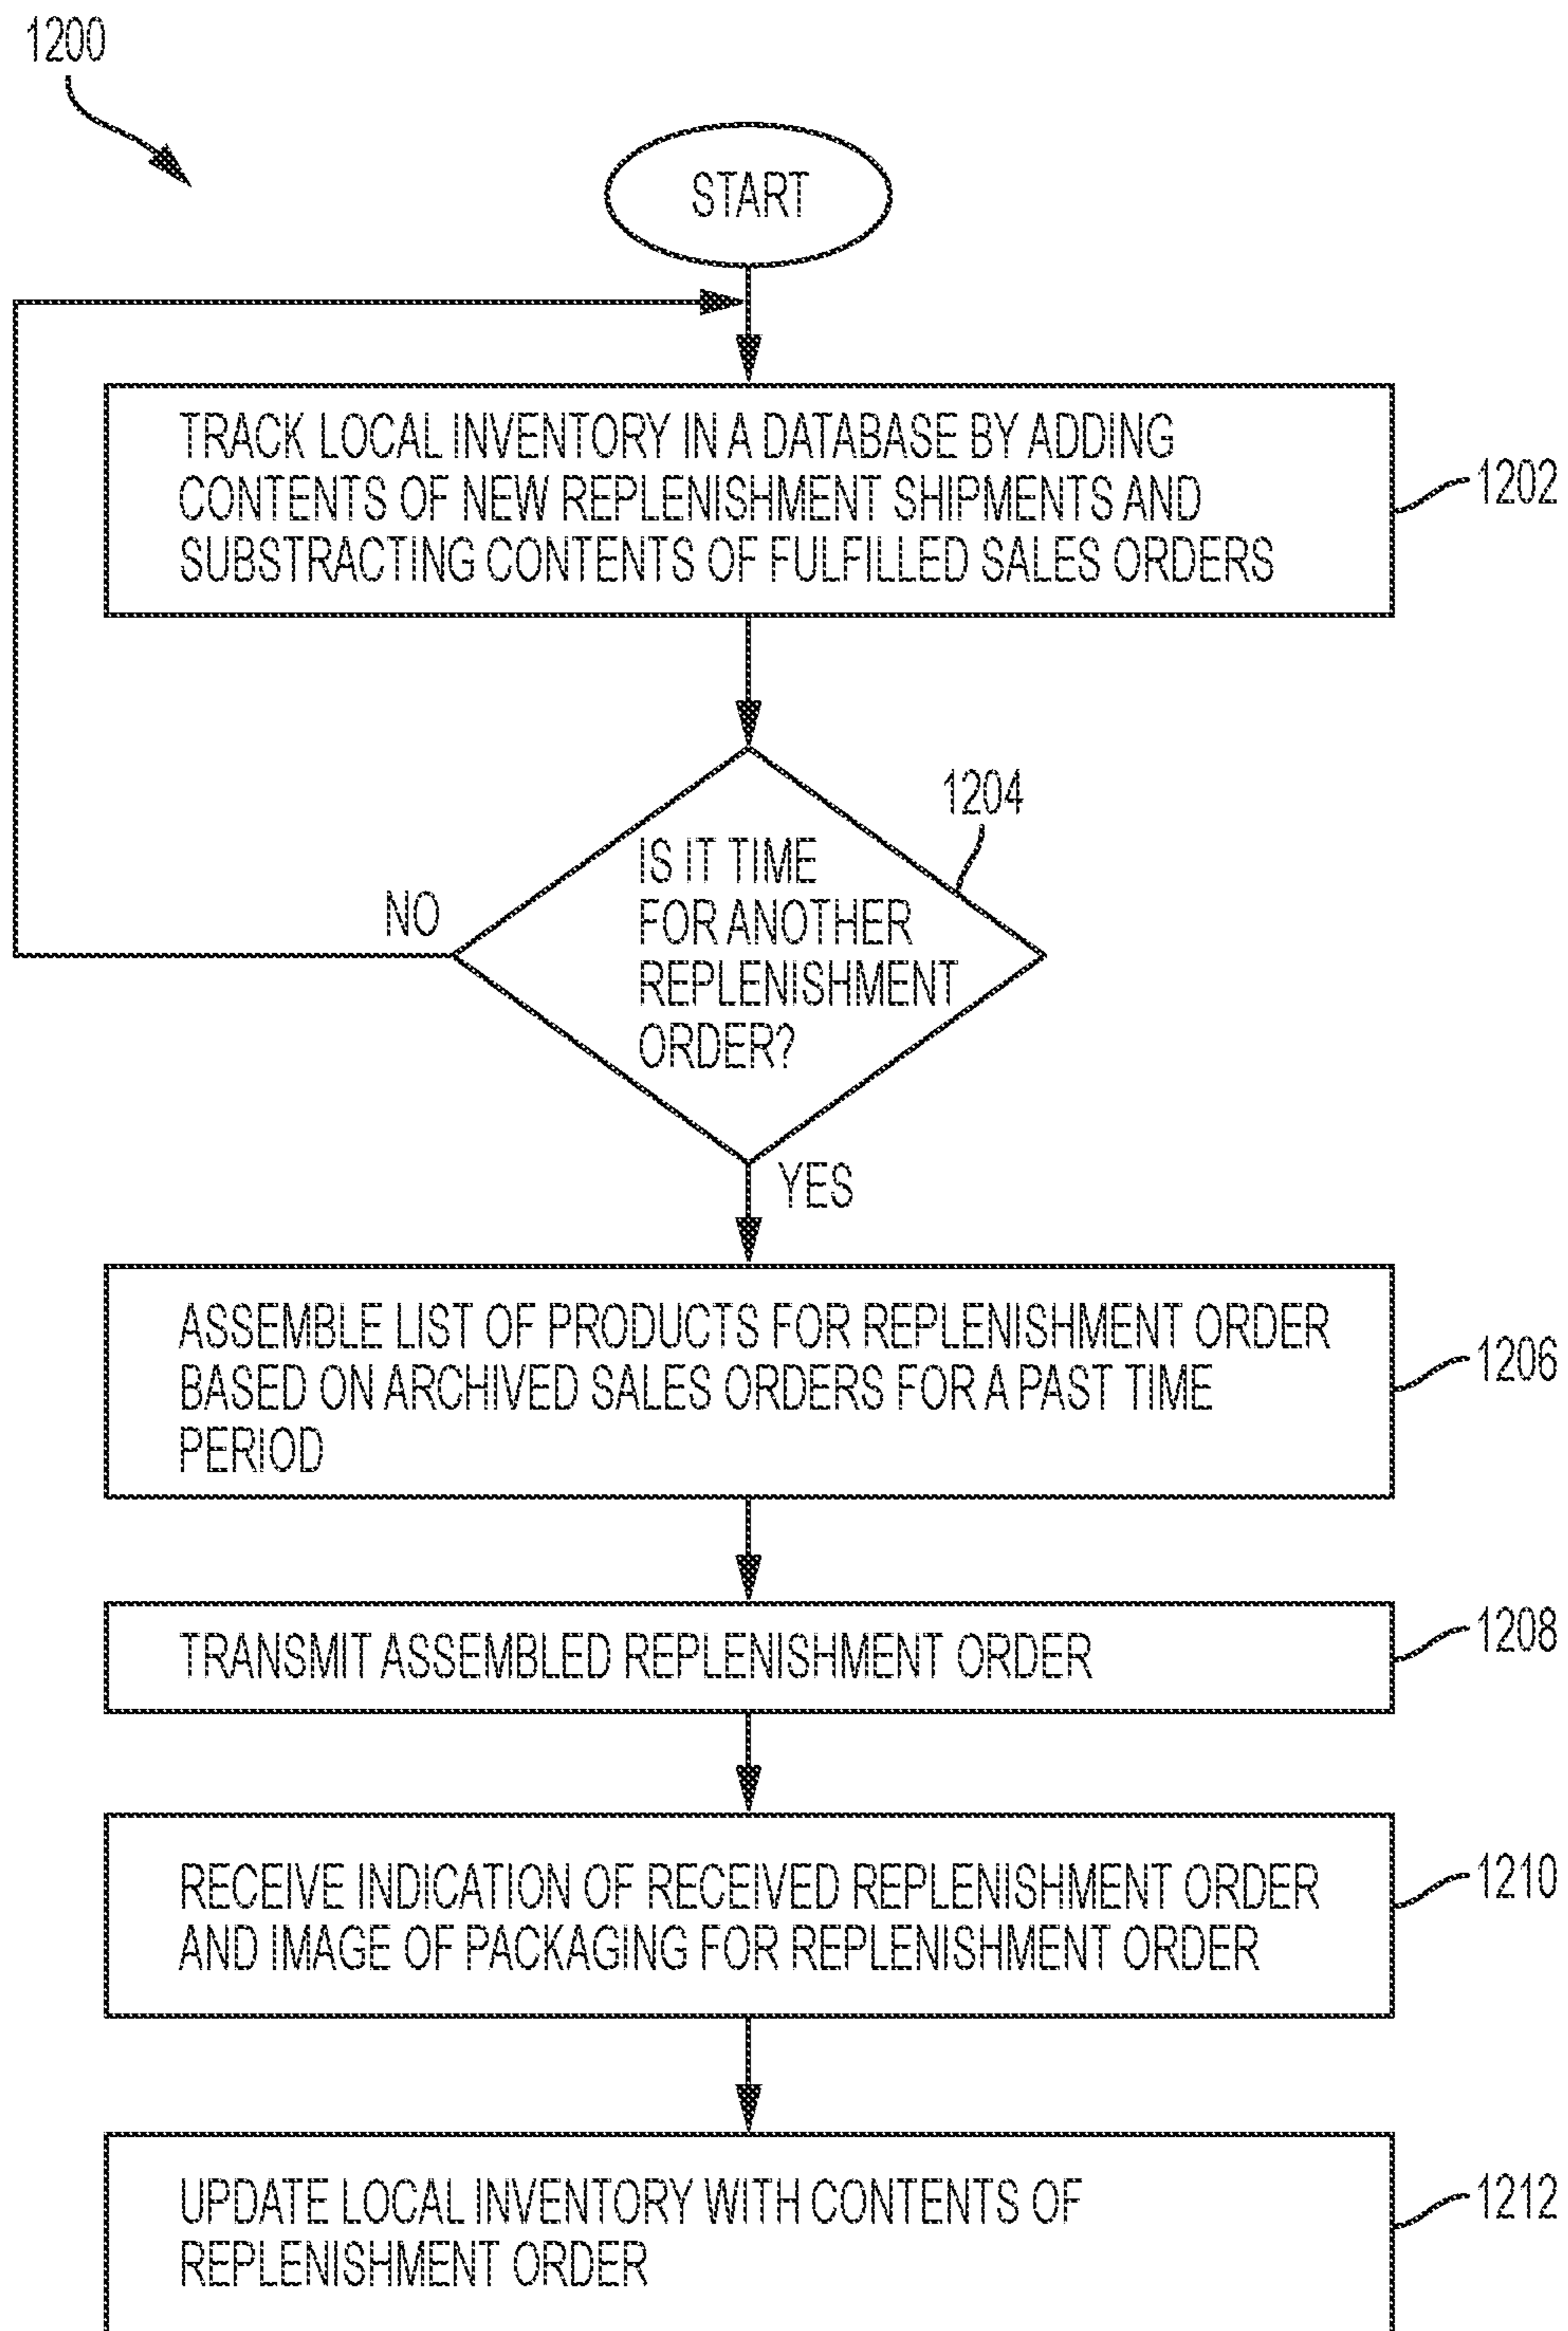 1200
START
TRACK LOCAL INVENTORY IN A DATABASE BY ADDING
CONTENTS OF NEW REPLENISHMENT SHIPMENTS AND
SUBSTRACTING CONTENTS OF FULFILLED SALES ORDERS
1202
1204
IS IT TIME
FOR ANOTHER
REPLENISHMENT
ORDER?
NO
YES
ASSEMBLE LIST OF PRODUCTS FOR REPLENISHMENT ORDER
BASED ON ARCHIVED SALES ORDERS FOR A PAST TIME
PERIOD
1206
TRANSMIT ASSEMBLED REPLENISHMENT ORDER
1208
RECEIVE INDICATION OF RECEIVED REPLENISHMENT ORDER
AND IMAGE OF PACKAGING FOR REPLENISHMENT ORDER
1210
UPDATE LOCAL INVENTORY WITH CONTENTS OF
REPLENISHMENT ORDER
1212